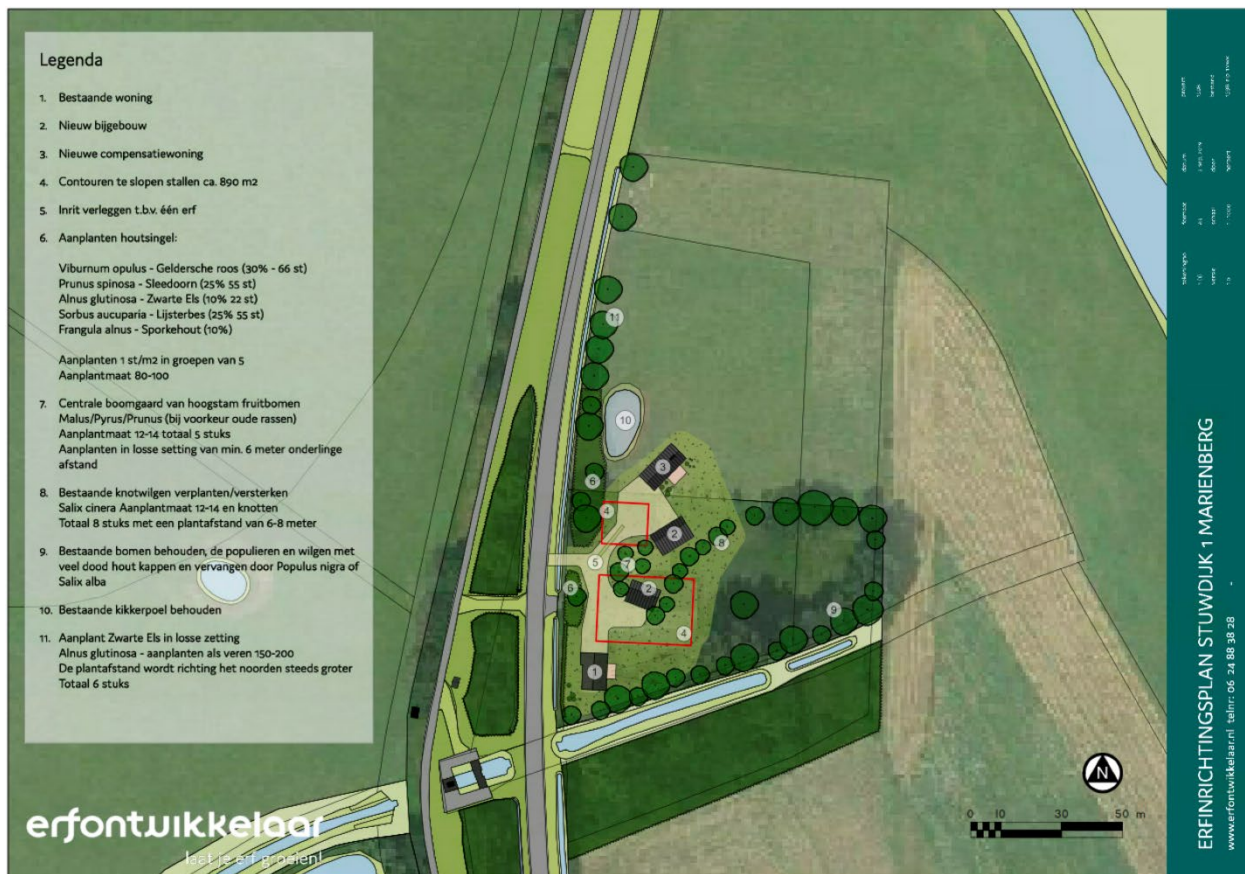 Legenda
1. Bestaande woning
2. Nieuw bijgebouw
3. Nieuwe compensatiewoning
4. Contouren te slopen stallen ca. 890 m2
5. Inrit verleggen t.b.v. één erf
6. Aanplanten houtsingel:
Viburnum opulus - Geldersche roos (30% - 66 st)
Prunus spinosa - Sleedoorn (25% 55 st)
Alnus glutinosa - Zwarte Els (10% 22 st)
Sorbus aucuparia - Lijsterbes (25% 55 st)
Frangula alnus - Sporkehout (10%)
Aanplanten 1 st/m2 in groepen van 5
Aanplantmaat 80-100
7. Centrale boomgaard van hoogstam fruitbomen
Malus/Pyrus/Prunus (bij voorkeur oude rassen)
Aanplantmaat 12-14 totaal 5 stuks
Aanplanten in losse setting van min. 6 meter onderlinge
afstand
8. Bestaande knotwilgen verplanten/versterken
Salix cinera Aanplantmaat 12-14 en knotten
Totaal 8 stuks met een plantafstand van 6-8 meter
9. Bestaande bomen behouden, de populieren en wilgen met
veel dood hout kappen en vervangen door Populus nigra of
Salix alba
10. Bestaande kikkerpoel behouden
11. Aanplant Zwarte Els in losse zetting
Alnus glutinosa - aanplanten als veren 150-200
De plantafstand wordt richting het noorden steeds groter
Totaal 6 stuks
erfontwikkelaar
laat je erf groeien!
11
10
3
6
4
2
8
5
7
6
2
9
4
1
N
0 10 30 50 m
ERFINRICHTINGSPLAN STUWDIJK 1 MARIENBERG
www.erfontwikkelaar.nl telnr: 06 24 88 38 28 -